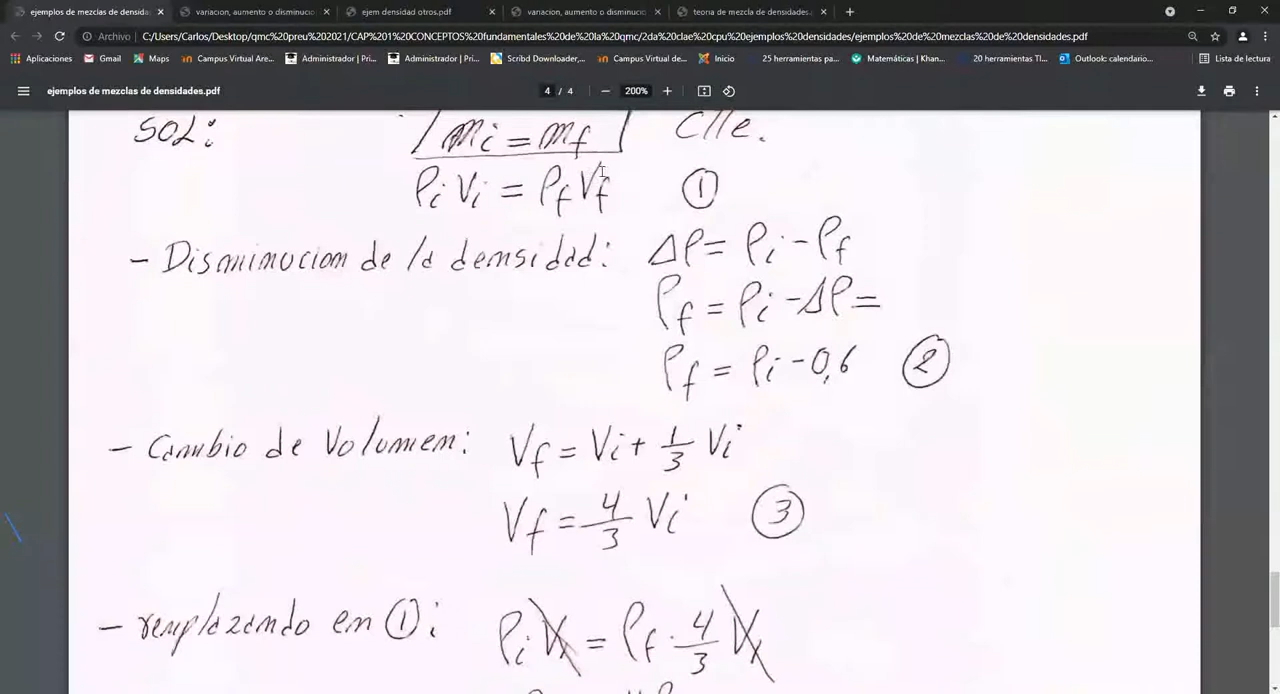 ejemplos de mezclas de densida
variacion, aumento o disminucio
ejem densidad otros.pdf
variacion, aumento o disminucio
teoria de mezcla de densidades.
Archivo C:/Users/Carlos/Desktop/qmc%20preu%202021/CAP%201%20CONCEPTOS%20fundamentales%20de%20la%20qmc/2da%20clae%20cpu%20ejemplos%20densidades/ejemplos%20de%20mezclas%20de%20densidades.pdf
Aplicaciones Gmail Maps Campus Virtual Are... Administrador | Pri... Administrador | Pri... Scribd Downloader,... Campus Virtual de... Inicio 25 herramientas pa... Matemáticas | Khan... 20 herramientas TI... Outlook: calendario... Lista de lectura
ejemplos de mezclas de densidades.pdf 4 / 4 200%
SOL: mi = mf Ctte.
ρi Vi = ρf Vf ①
- Disminucion de la densidad: Δρ = ρi - ρf
ρf = ρi - Δρ =
ρf = ρi - 0,6 ②
- Cambio de Volumen: Vf = Vi + 1/3 Vi
Vf = 4/3 Vi ③
- remplazando en ①: ρi Vi = ρf · 4/3 Vi